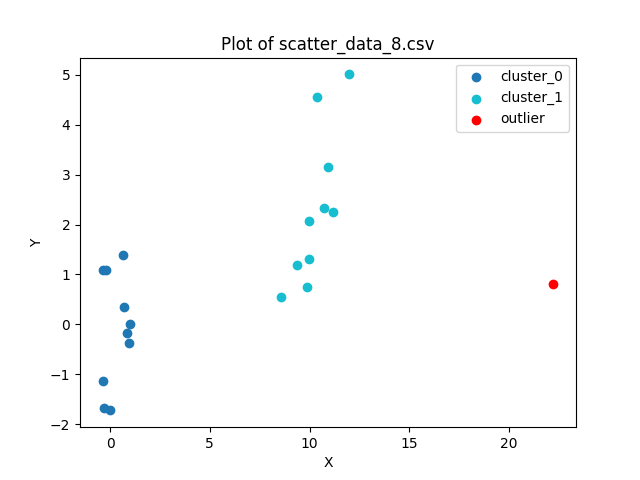 Plot of scatter_data_8.csv
cluster_0
cluster_1
outlier
5
4
3
2
1
0
−1
−2
Y
0 5 10 15 20
X